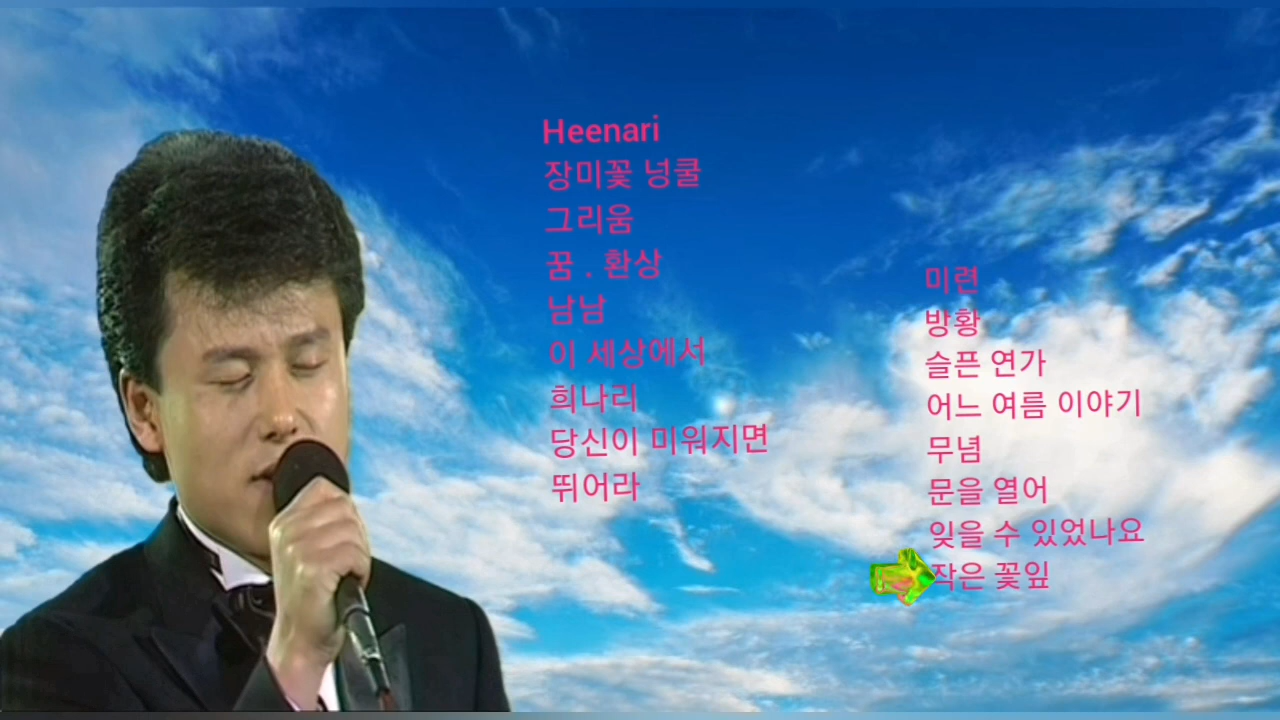 Heenari
장미꽃 넝쿨
그리움
꿈 . 환상
남남
이 세상에서
희나리
당신이 미워지면
뛰어라
미련
방황
슬픈 연가
어느 여름 이야기
무념
문을 열어
잊을 수 있었나요
작은 꽃잎